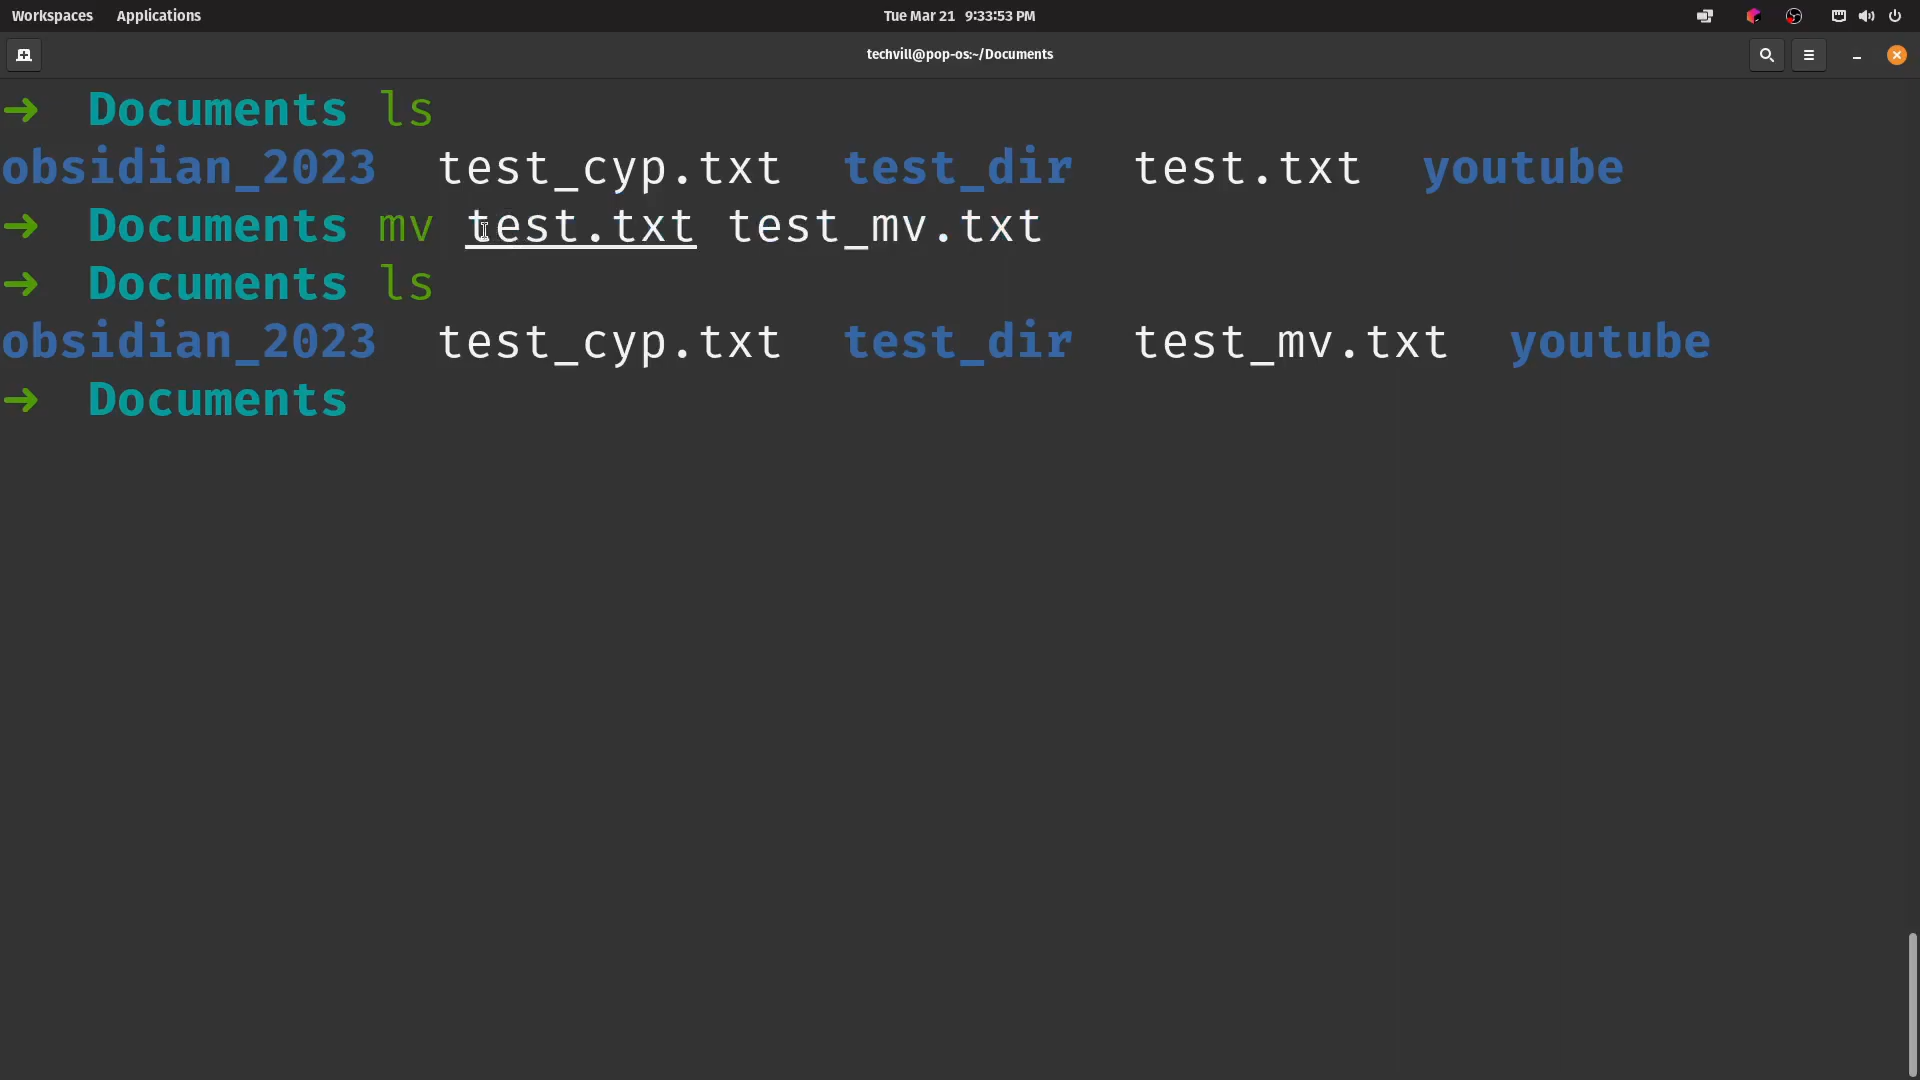 Workspaces Applications Tue Mar 21 9:33:53 PM
techvill@pop-os:~/Documents
→ Documents ls
obsidian_2023 test_cyp.txt test_dir test.txt youtube
→ Documents mv test.txt test_mv.txt
→ Documents ls
obsidian_2023 test_cyp.txt test_dir test_mv.txt youtube
→ Documents